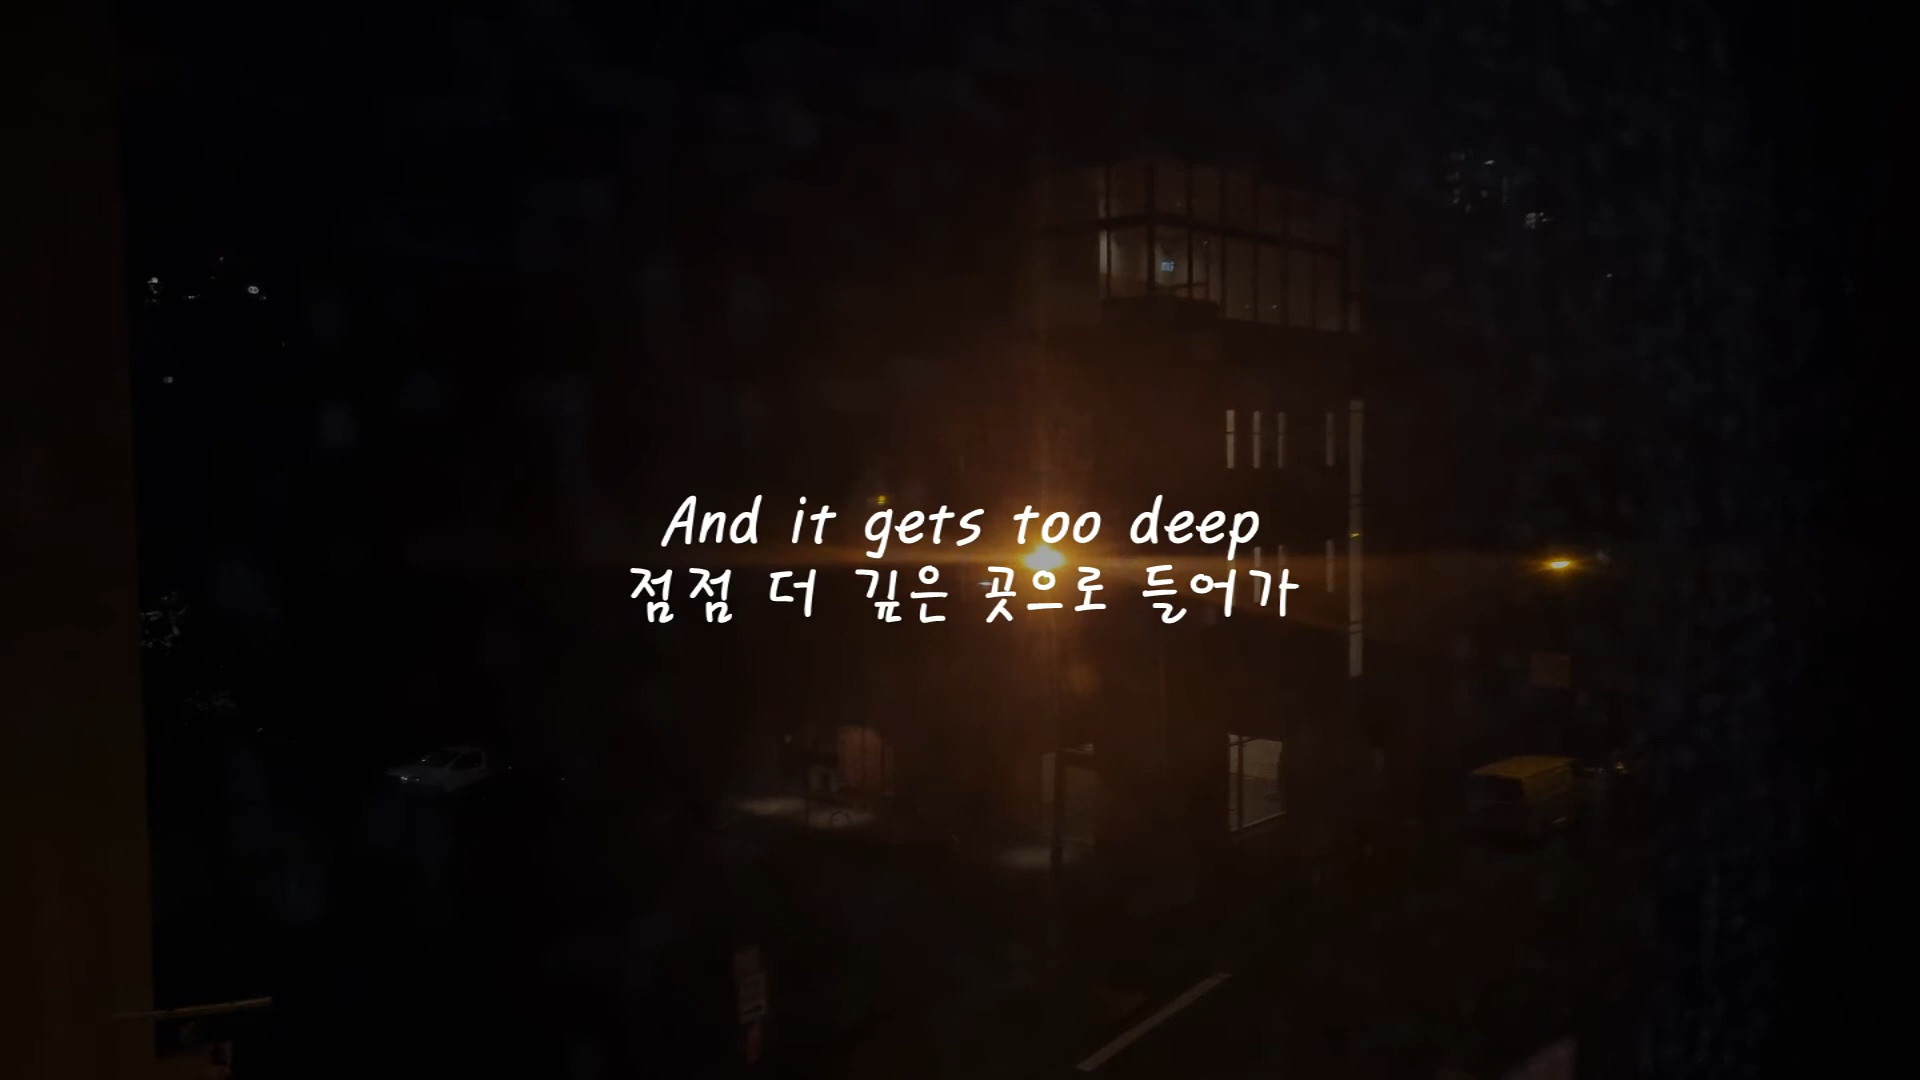 And it gets too deep
점점 더 깊은 곳으로 들어가